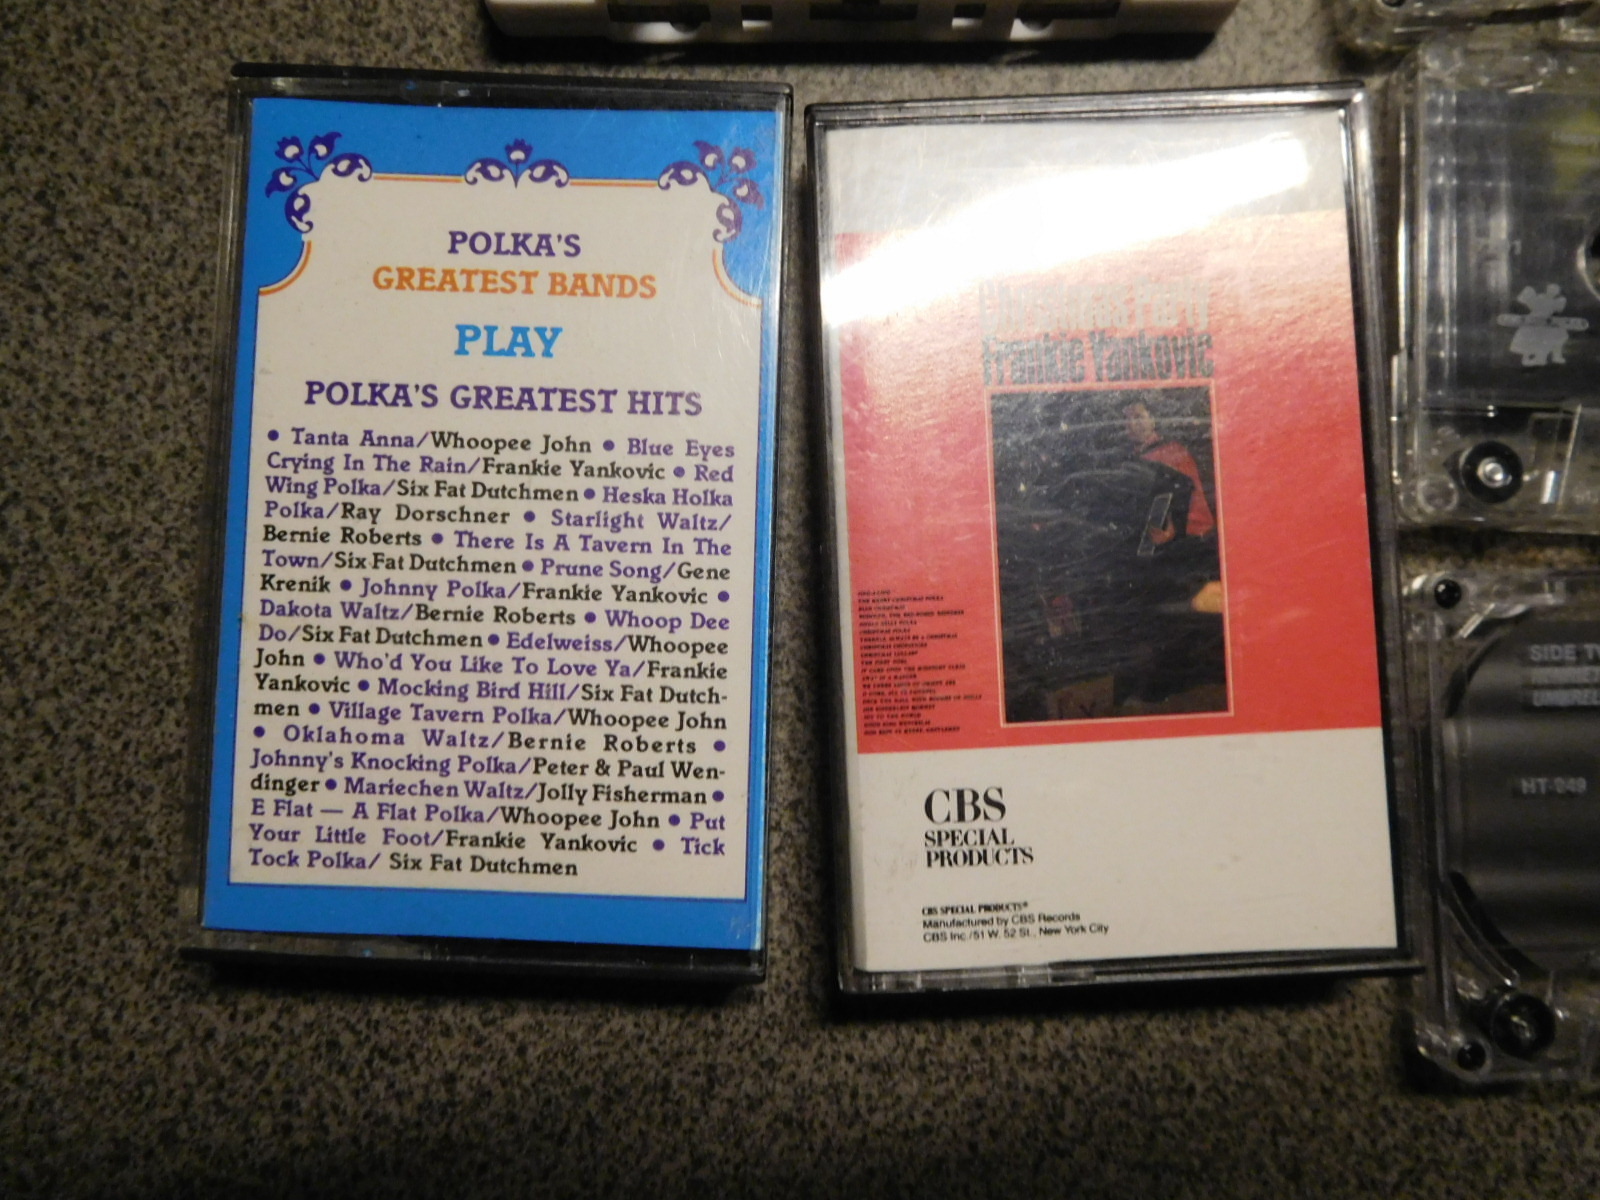 POLKA'S
GREATEST BANDS
PLAY
POLKA'S GREATEST HITS
• Tanta Anna/Whoopee John • Blue Eyes
Crying In The Rain/Frankie Yankovic • Red
Wing Polka/Six Fat Dutchmen • Heska Holka
Polka/Ray Dorschner • Starlight Waltz/
Bernie Roberts • There Is A Tavern In The
Town/Six Fat Dutchmen • Prune Song/Gene
Krenik • Johnny Polka/Frankie Yankovic •
Dakota Waltz/Bernie Roberts • Whoop Dee
Do/Six Fat Dutchmen • Edelweiss/Whoopee
John • Who'd You Like To Love Ya/Frankie
Yankovic • Mocking Bird Hill/Six Fat Dutch-
men • Village Tavern Polka/Whoopee John
• Oklahoma Waltz/Bernie Roberts •
Johnny's Knocking Polka/Peter & Paul Wen-
dinger • Mariechen Waltz/Jolly Fisherman •
E Flat — A Flat Polka/Whoopee John • Put
Your Little Foot/Frankie Yankovic • Tick
Tock Polka/ Six Fat Dutchmen
Christmas Party
Frankie Yankovic
CBS
SPECIAL
PRODUCTS
CBS SPECIAL PRODUCTS®
Manufactured by CBS Records
CBS Inc./51 W. 52 St., New York City
SIDE
HT-049